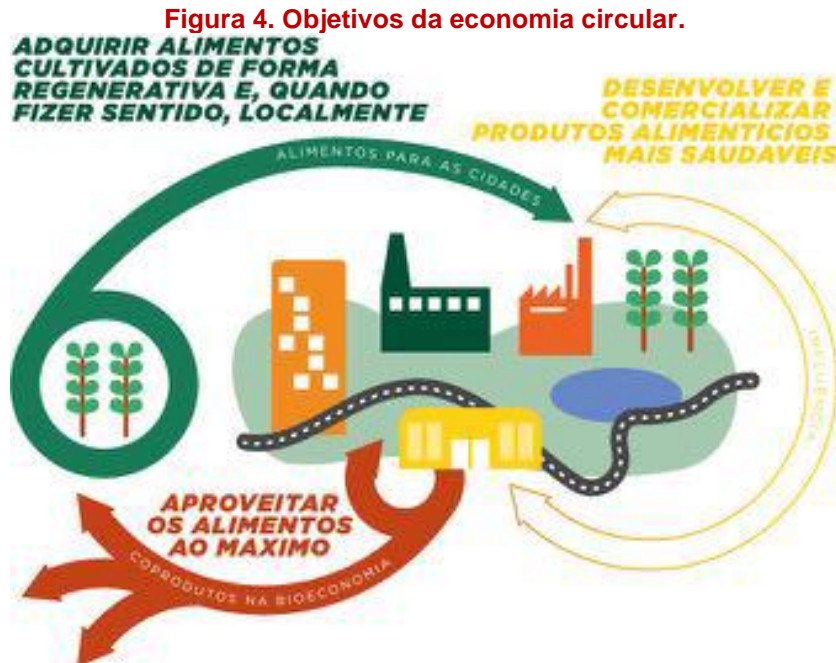 Figura 4. Objetivos da economia circular.
ADQUIRIR ALIMENTOS
CULTIVADOS DE FORMA
REGENERATIVA E, QUANDO
FIZER SENTIDO, LOCALMENTE
DESENVOLVER E
COMERCIALIZAR
PRODUTOS ALIMENTICIOS
MAIS SAUDAVEIS
ALIMENTOS PARA AS CIDADES
INFLUÊNCIA
APROVEITAR
OS ALIMENTOS
AO MAXIMO
COPRODUTOS NA BIOECONOMIA